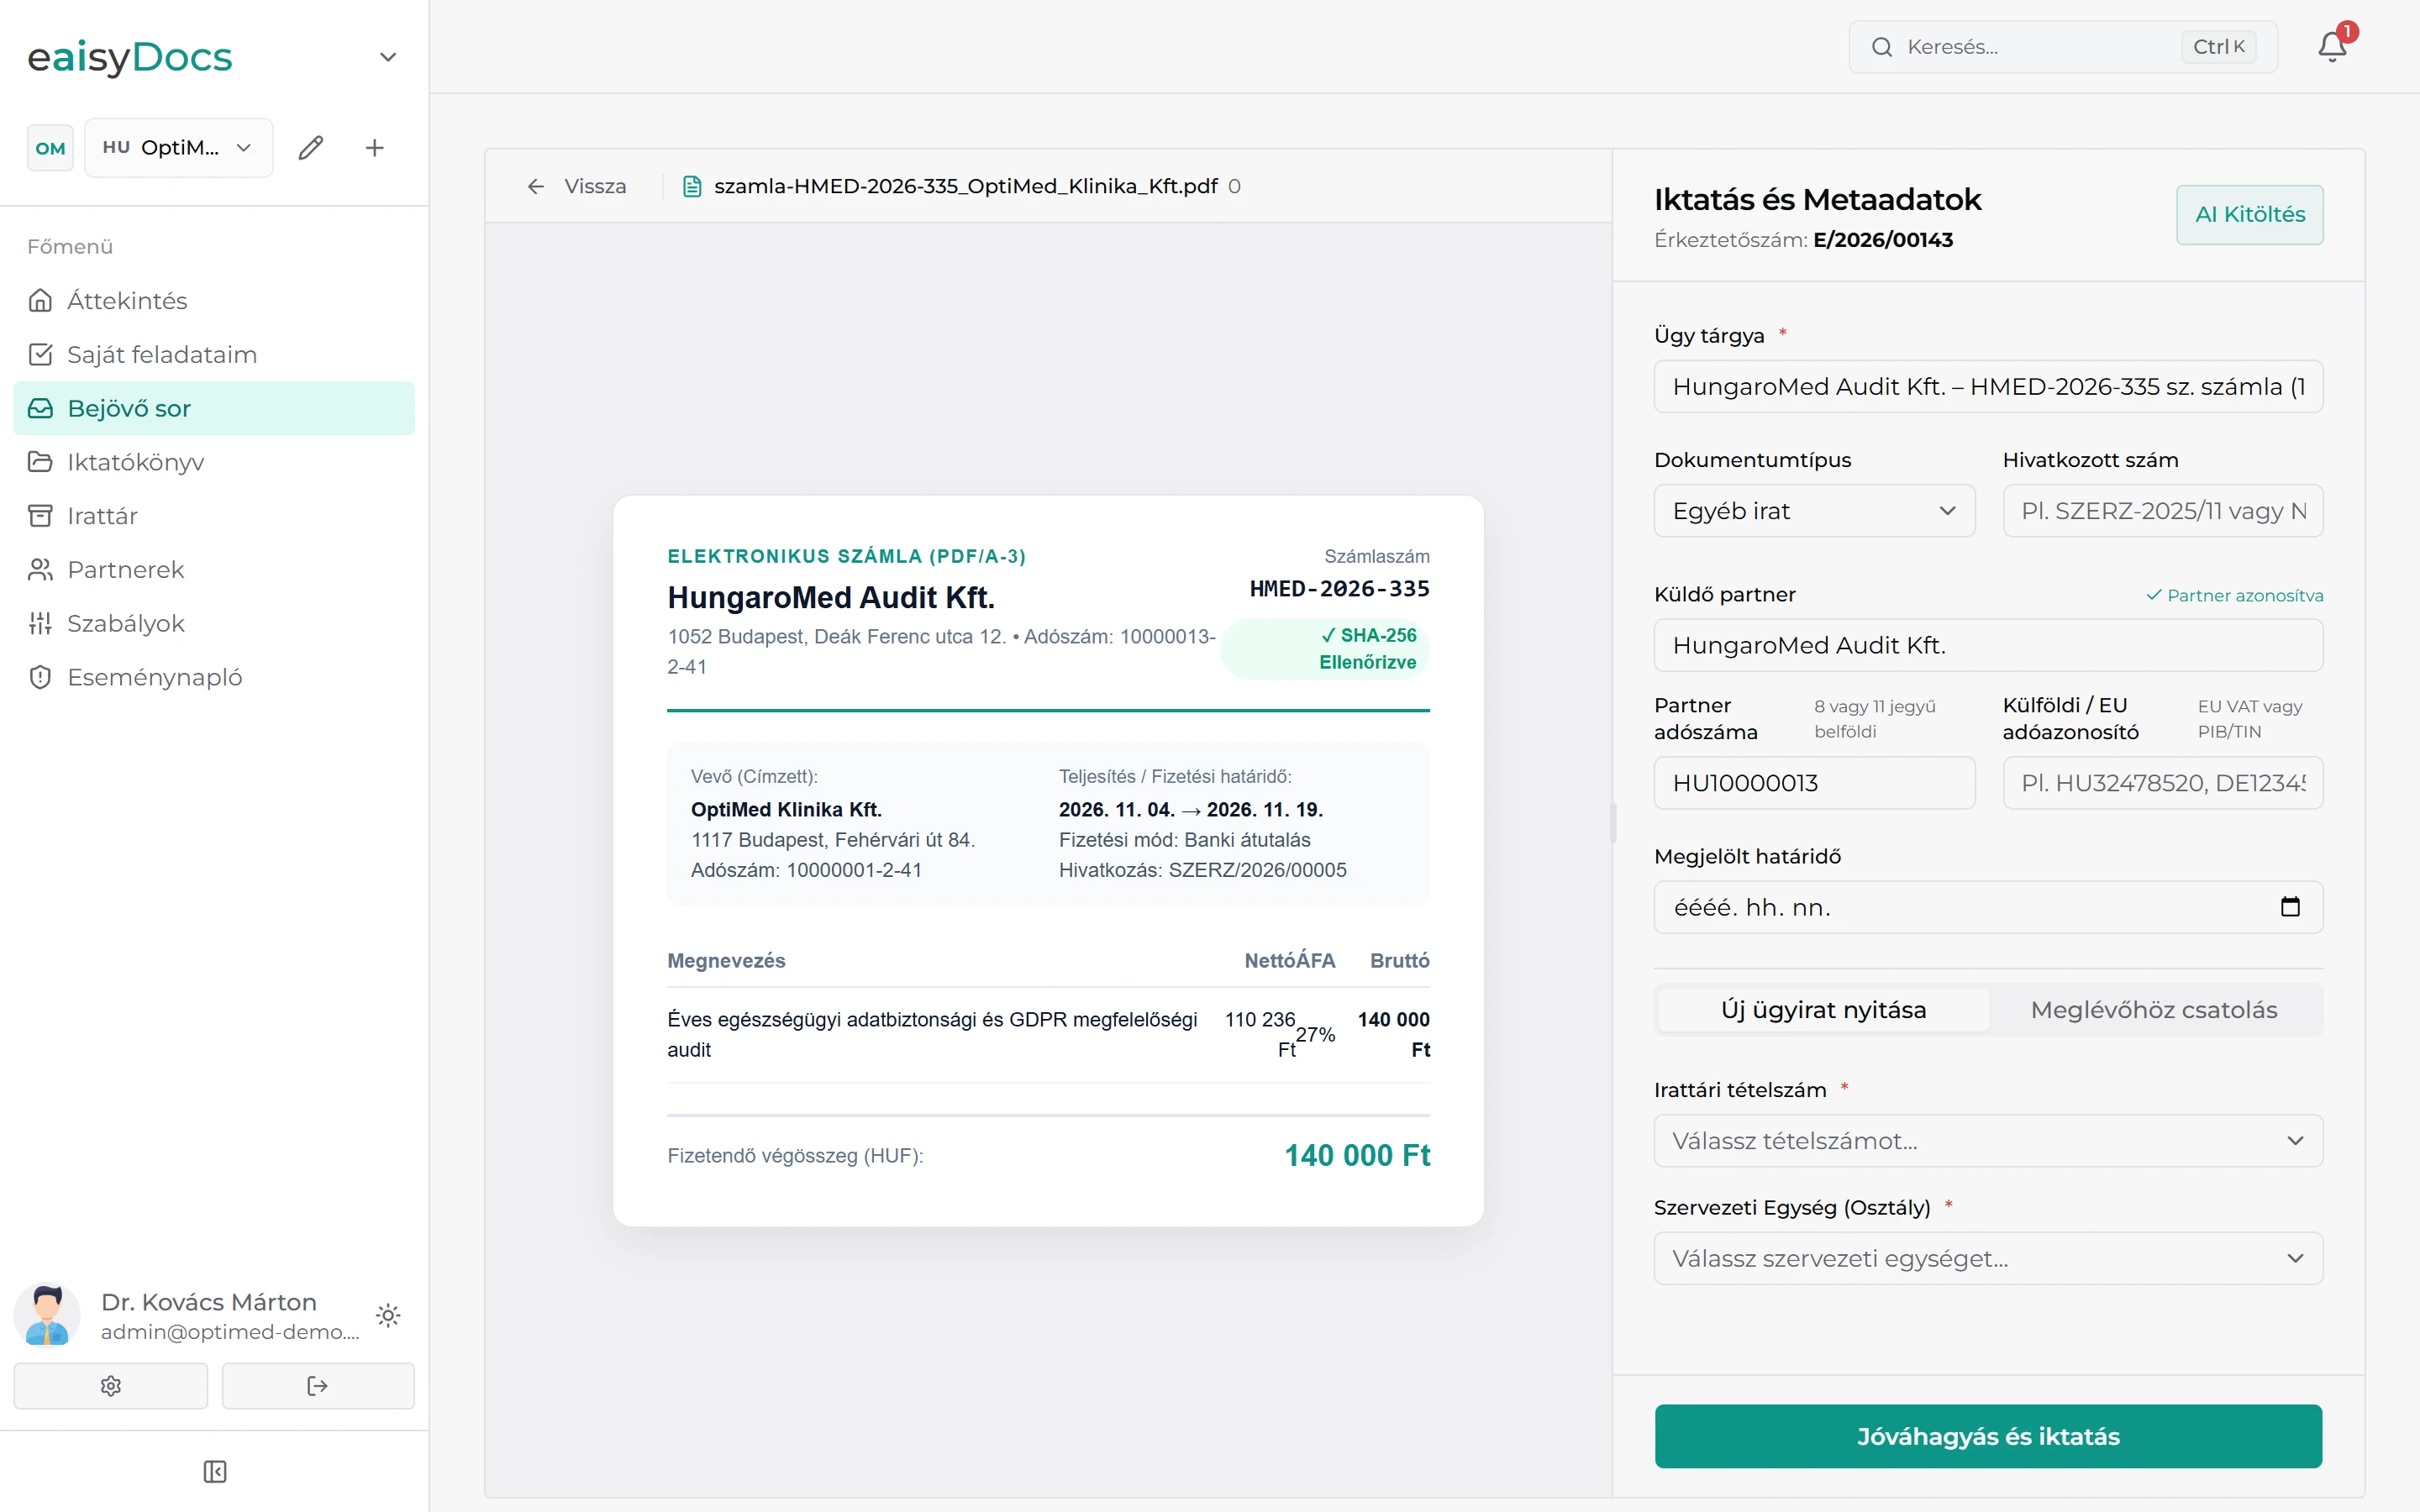 eaisyDocs
OM
HU OptiM...
Főmenü
Áttekintés
Saját feladataim
Bejövő sor
Iktatókönyv
Irattár
Partnerek
Szabályok
Eseménynapló
Dr. Kovács Márton
admin@optimed-demo....
Keresés...
Ctrl K
1
Vissza
szamla-HMED-2026-335_OptiMed_Klinika_Kft.pdf 0
ELEKTRONIKUS SZÁMLA (PDF/A-3)
HungaroMed Audit Kft.
1052 Budapest, Deák Ferenc utca 12. • Adószám: 10000013-
2-41
Számlaszám
HMED-2026-335
✓ SHA-256
Ellenőrizve
Vevő (Címzett):
OptiMed Klinika Kft.
1117 Budapest, Fehérvári út 84.
Adószám: 10000001-2-41
Teljesítés / Fizetési határidő:
2026. 11. 04. → 2026. 11. 19.
Fizetési mód: Banki átutalás
Hivatkozás: SZERZ/2026/00005
Megnevezés Nettó ÁFA Bruttó
Éves egészségügyi adatbiztonsági és GDPR megfelelőségi
audit
110 236
Ft
27%
140 000
Ft
Fizetendő végösszeg (HUF): 140 000 Ft
Iktatás és Metaadatok
Érkeztetőszám: E/2026/00143
AI Kitöltés
Ügy tárgya *
HungaroMed Audit Kft. – HMED-2026-335 sz. számla (1
Dokumentumtípus
Egyéb irat
Hivatkozott szám
Pl. SZERZ-2025/11 vagy N
Küldő partner
✓ Partner azonosítva
HungaroMed Audit Kft.
Partner
adószáma
8 vagy 11 jegyű
belföldi
HU10000013
Külföldi / EU
adóazonosító
EU VAT vagy
PIB/TIN
Pl. HU32478520, DE12345
Megjelölt határidő
éééé. hh. nn.
Új ügyirat nyitása
Meglévőhöz csatolás
Irattári tételszám *
Válassz tételszámot...
Szervezeti Egység (Osztály) *
Válassz szervezeti egységet...
Jóváhagyás és iktatás